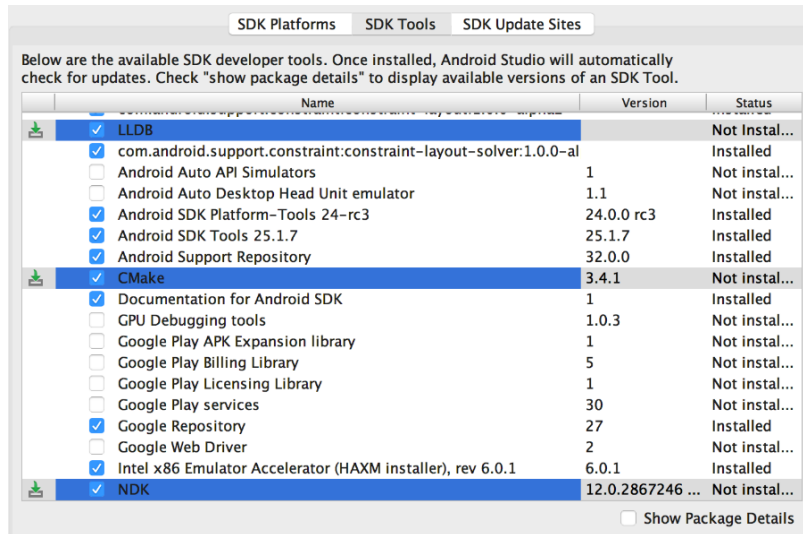 SDK Platforms SDK Tools SDK Update Sites
Below are the available SDK developer tools. Once installed, Android Studio will automatically
check for updates. Check "show package details" to display available versions of an SDK Tool.
Name Version Status
LLDB Not Instal...
com.android.support.constraint:constraint-layout-solver:1.0.0-al Installed
Android Auto API Simulators 1 Not instal...
Android Auto Desktop Head Unit emulator 1.1 Not instal...
Android SDK Platform-Tools 24-rc3 24.0.0 rc3 Installed
Android SDK Tools 25.1.7 25.1.7 Installed
Android Support Repository 32.0.0 Installed
CMake 3.4.1 Not instal...
Documentation for Android SDK 1 Installed
GPU Debugging tools 1.0.3 Not instal...
Google Play APK Expansion library 1 Not instal...
Google Play Billing Library 5 Not instal...
Google Play Licensing Library 1 Not instal...
Google Play services 30 Not instal...
Google Repository 27 Installed
Google Web Driver 2 Not instal...
Intel x86 Emulator Accelerator (HAXM installer), rev 6.0.1 6.0.1 Installed
NDK 12.0.2867246 ... Not instal...
Show Package Details